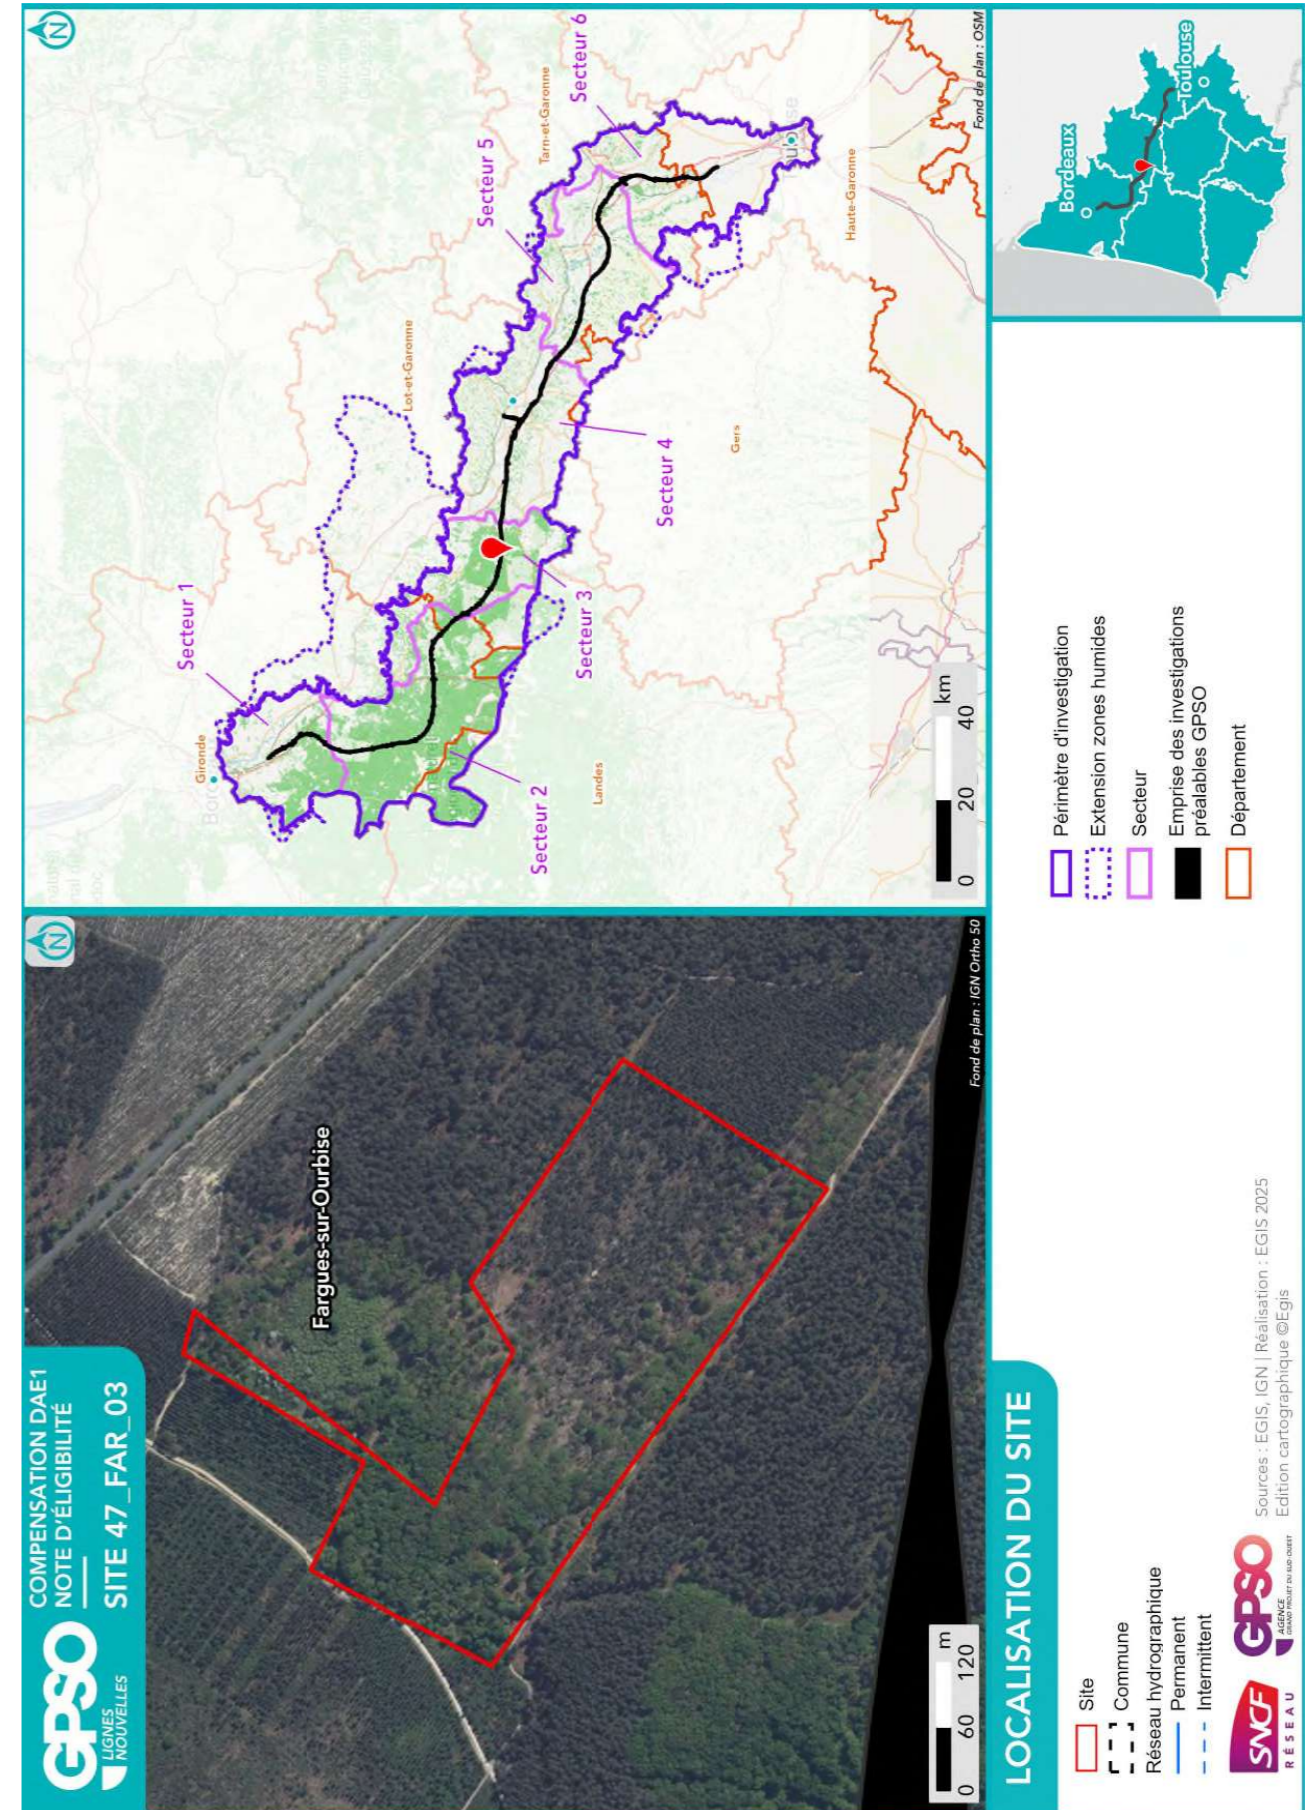 GPSO
LIGNES
NOUVELLES
COMPENSATION DAE1
NOTE D'ÉLIGIBILITÉ
SITE 47_FAR_03
N
Fargues-sur-Ourbise
0 60 120 m
Fond de plan : IGN Ortho 50
N
Secteur 1
Secteur 2
Secteur 3
Secteur 4
Secteur 5
Secteur 6
Gironde
Landes
Lot-et-Garonne
Gers
Tarn-et-Garonne
Haute-Garonne
0 20 40 km
Fond de plan : OSM
LOCALISATION DU SITE
Site
Commune
Réseau hydrographique
Permanent
Intermittent
Périmètre d'investigation
Extension zones humides
Secteur
Emprise des investigations
préalables GPSO
Département
Bordeaux
Toulouse
SNCF
RÉSEAU
GPSO
AGENCE
GRAND PROJET DU SUD-OUEST
Sources : EGIS, IGN | Réalisation : EGIS 2025
Edition cartographique ©Egis